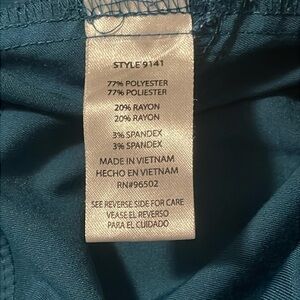 STYLE 9141
77% POLYESTER
77% POLIESTER
20% RAYON
20% RAYON
3% SPANDEX
3% SPANDEX
MADE IN VIETNAM
HECHO EN VIETNAM
RN#96502
SEE REVERSE SIDE FOR CARE
VEASE EL REVERSO
PARA EL CUIDADO